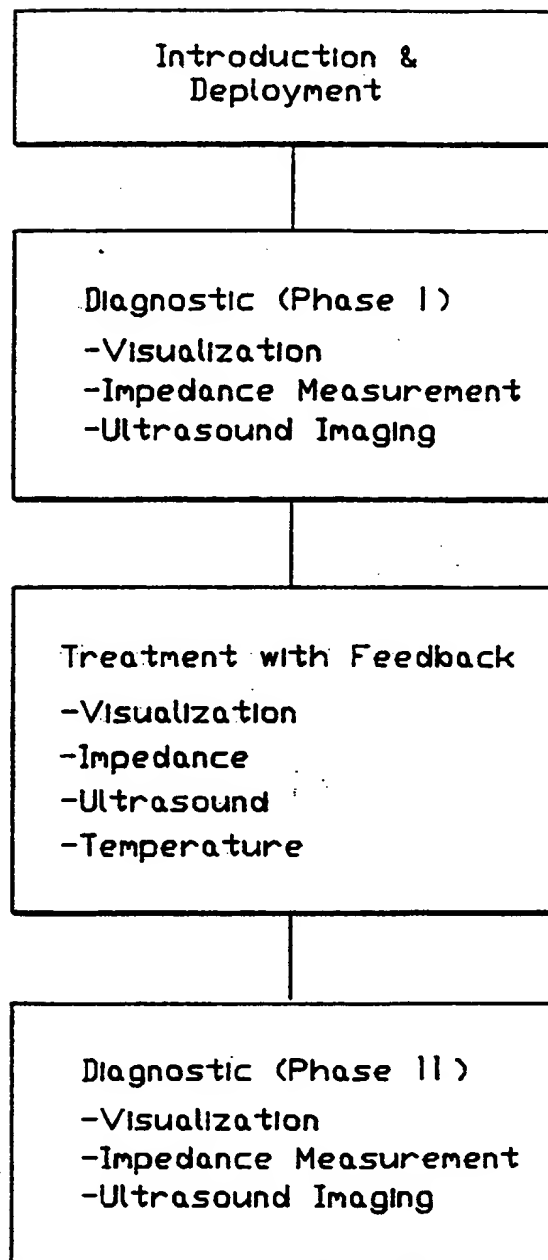 Introduction &
Deployment
Diagnostic (Phase I)
-Visualization
-Impedance Measurement
-Ultrasound Imaging
Treatment with Feedback
-Visualization
-Impedance
-Ultrasound
-Temperature
Diagnostic (Phase II)
-Visualization
-Impedance Measurement
-Ultrasound Imaging